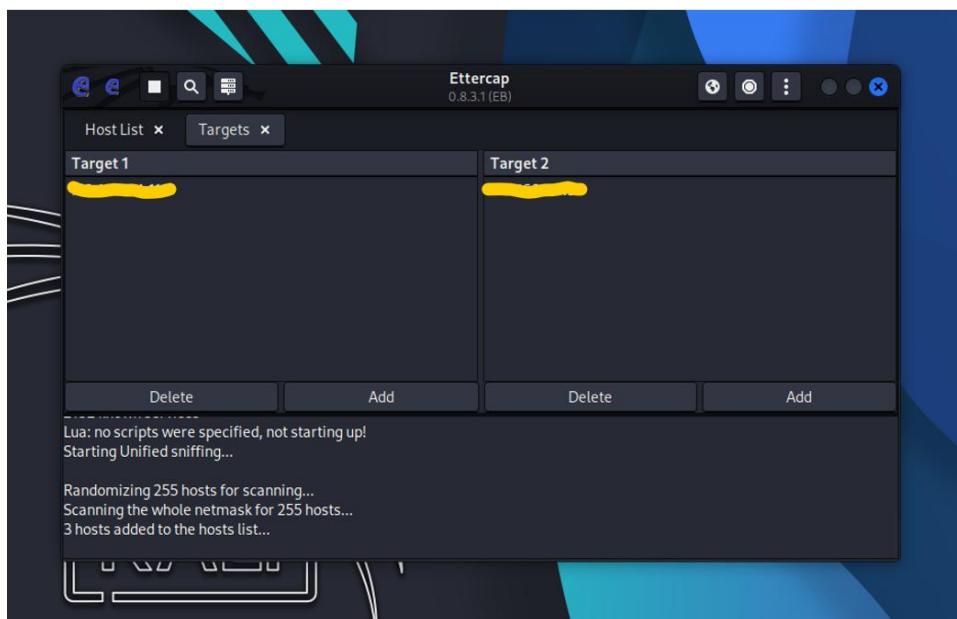 Ettercap
0.8.3.1 (EB)
Host List × Targets ×
Target 1 Target 2
Delete Add Delete Add
Lua: no scripts were specified, not starting up!
Starting Unified sniffing...
Randomizing 255 hosts for scanning...
Scanning the whole netmask for 255 hosts...
3 hosts added to the hosts list...